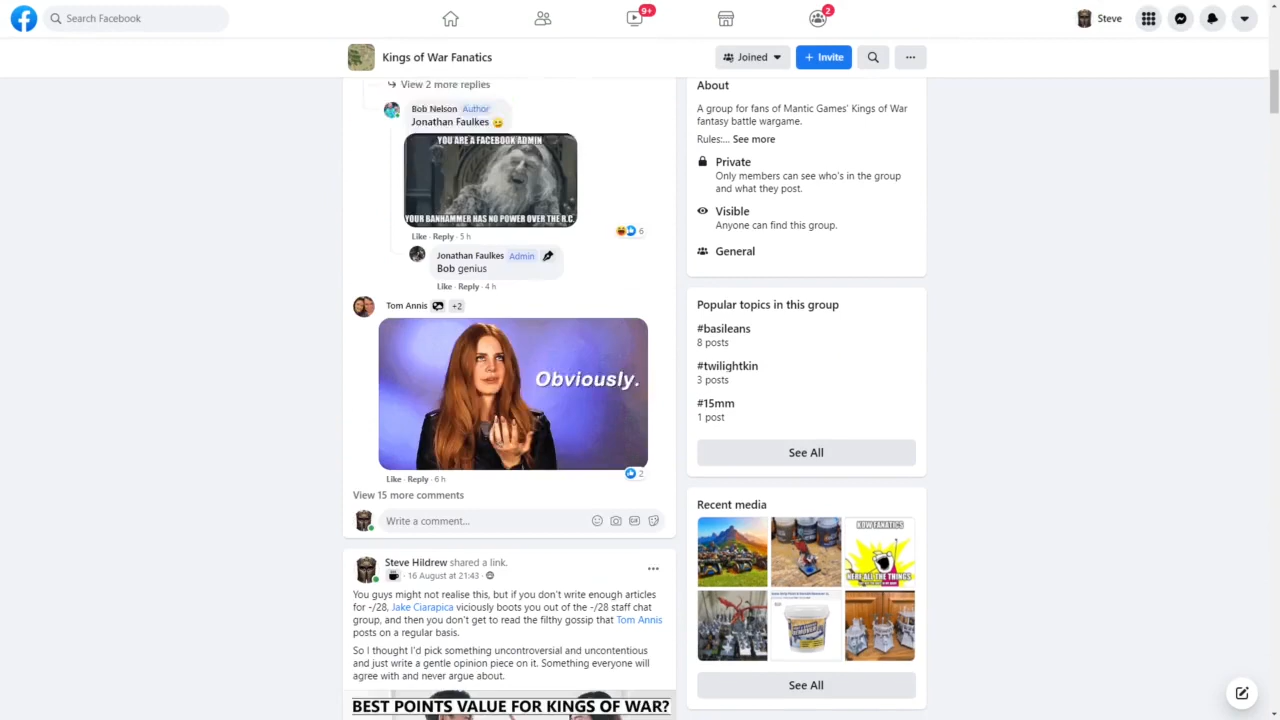 Search Facebook
9+
2
Steve
Kings of War Fanatics
Joined
+ Invite
View 2 more replies
Bob Nelson Author
Jonathan Faulkes
YOU ARE A FACEBOOK ADMIN
YOUR BANHAMMER HAS NO POWER OVER THE R.C.
Like · Reply · 5 h
6
Jonathan Faulkes Admin
Bob genius
Like · Reply · 4 h
Tom Annis +2
Obviously.
2
Like · Reply · 6 h
View 15 more comments
Write a comment...
GIF
Steve Hildrew shared a link.
16 August at 21:43
You guys might not realise this, but if you don't write enough articles
for -/28, Jake Ciarapica viciously boots you out of the -/28 staff chat
group, and then you don't get to read the filthy gossip that Tom Annis
posts on a regular basis.
So I thought I'd pick something uncontroversial and uncontentious
and just write a gentle opinion piece on it. Something everyone will
agree with and never argue about.
BEST POINTS VALUE FOR KINGS OF WAR?
About
A group for fans of Mantic Games' Kings of War
fantasy battle wargame.
Rules:... See more
Private
Only members can see who's in the group
and what they post.
Visible
Anyone can find this group.
General
Popular topics in this group
#basileans
8 posts
#twilightkin
3 posts
#15mm
1 post
See All
Recent media
KOW FANATICS
NERF ALL THE THINGS
REMOVER
See All